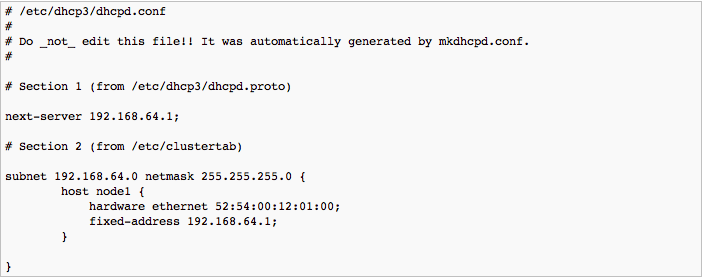 # /etc/dhcp3/dhcpd.conf
#
# Do _not_ edit this file!! It was automatically generated by mkdhcpd.conf.
#
# Section 1 (from /etc/dhcp3/dhcpd.proto)
next-server 192.168.64.1;
# Section 2 (from /etc/clustertab)
subnet 192.168.64.0 netmask 255.255.255.0 {
        host node1 {
            hardware ethernet 52:54:00:12:01:00;
            fixed-address 192.168.64.1;
        }
}